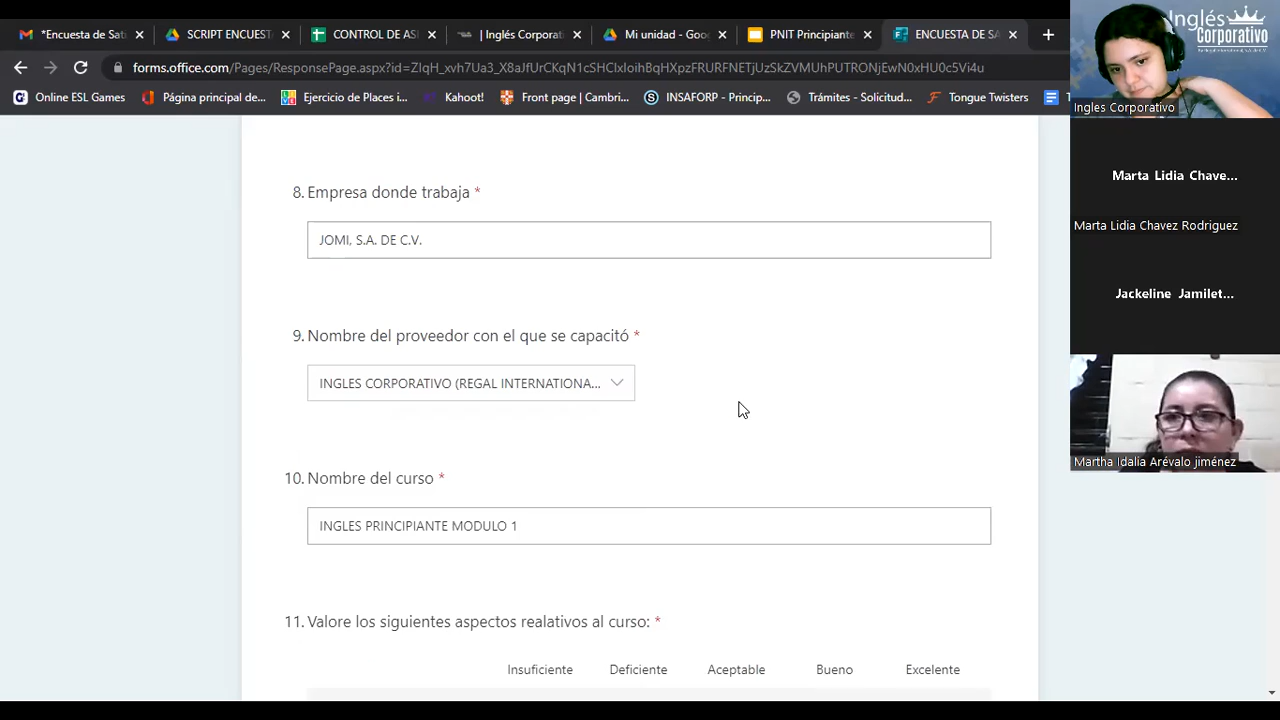 *Encuesta de Sat
SCRIPT ENCUEST
CONTROL DE ASI
| Inglés Corporati
Mi unidad - Goo
PNIT Principiante
ENCUESTA DE SA
forms.office.com/Pages/ResponsePage.aspx?id=
Online ESL Games
Página principal de...
Ejercicio de Places i...
Kahoot!
Front page | Cambri...
INSAFORP - Princip...
Trámites - Solicitud...
Tongue Twisters
8. Empresa donde trabaja *
JOMI, S.A. DE C.V.
9. Nombre del proveedor con el que se capacitó *
INGLES CORPORATIVO (REGAL INTERNATIONA...
10. Nombre del curso *
INGLES PRINCIPIANTE MODULO 1
11. Valore los siguientes aspectos realativos al curso: *
Insuficiente Deficiente Aceptable Bueno Excelente
Inglés
Corporativo
Ingles Corporativo
Marta Lidia Chave...
Marta Lidia Chavez Rodriguez
Jackeline Jamilet...
Martha Idalia Arévalo jiménez